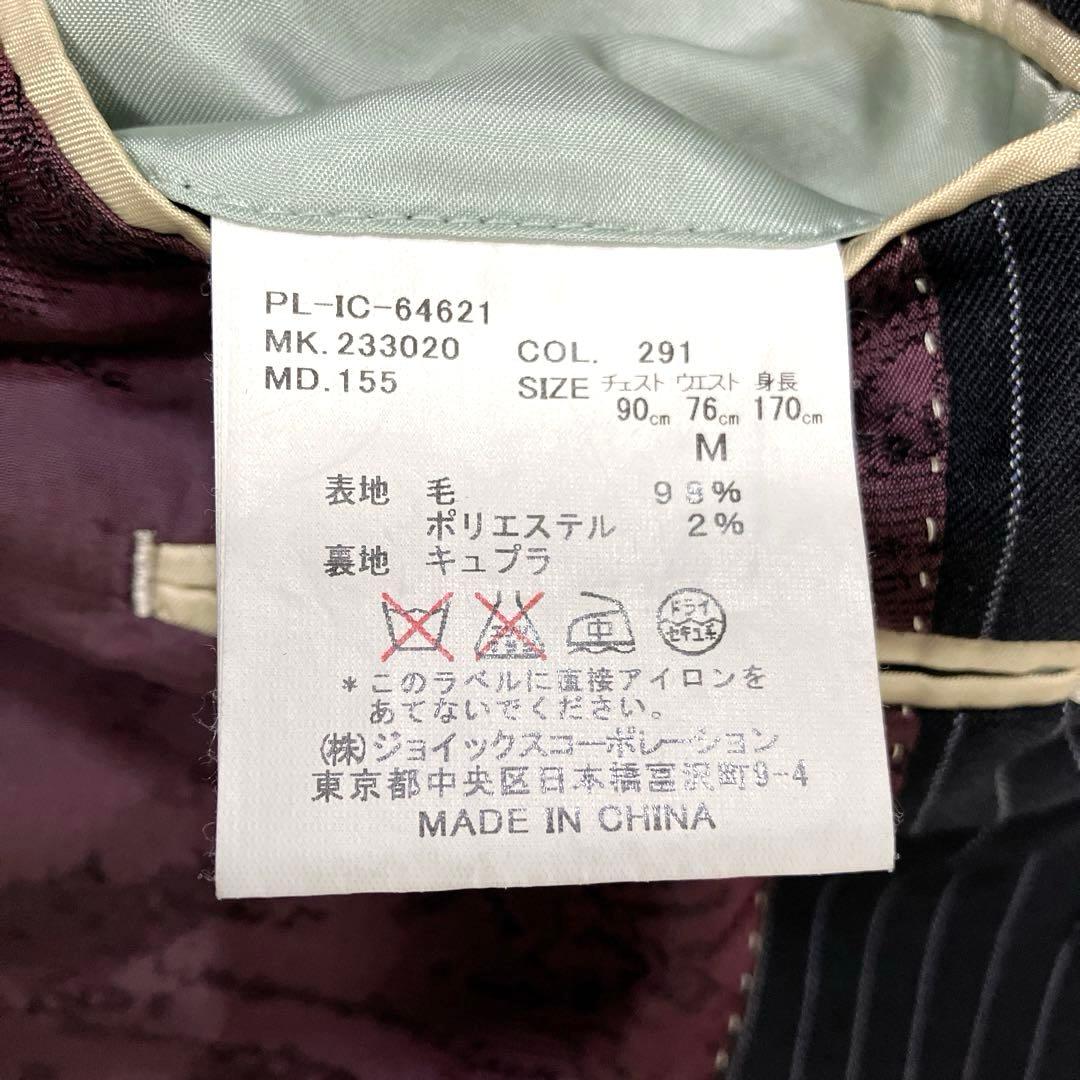 PL-IC-64621
MK. 233020 COL. 291
MD. 155 SIZE チェスト ウエスト 身長
90cm 76cm 170cm
M
表地 毛 98%
ポリエステル 2%
裏地 キュプラ
中 ドライ セキユ系
*このラベルに直接アイロンを
あてないでください。
(株)ジョイックスコーポレーション
東京都中央区日本橋富沢町9-4
MADE IN CHINA